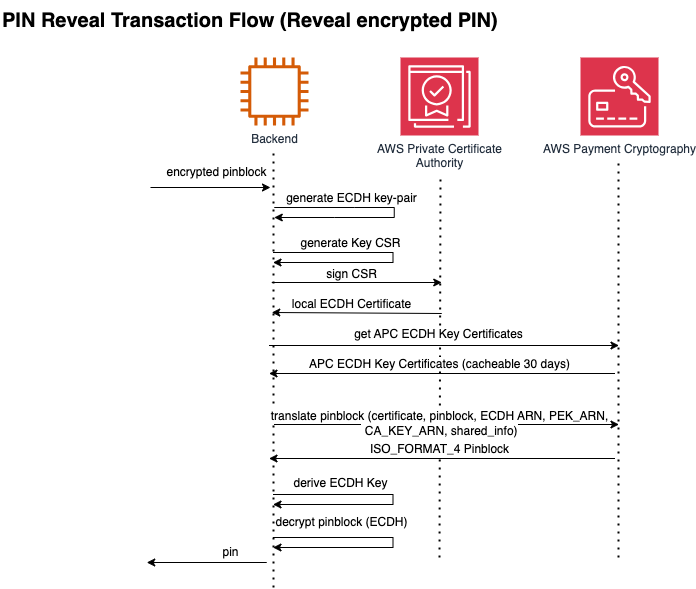 PIN Reveal Transaction Flow (Reveal encrypted PIN)
Backend
AWS Private Certificate
Authority
AWS Payment Cryptography
encrypted pinblock
generate ECDH key-pair
generate Key CSR
sign CSR
local ECDH Certificate
get APC ECDH Key Certificates
APC ECDH Key Certificates (cacheable 30 days)
translate pinblock (certificate, pinblock, ECDH ARN, PEK_ARN,
CA_KEY_ARN, shared_info)
ISO_FORMAT_4 Pinblock
derive ECDH Key
decrypt pinblock (ECDH)
pin